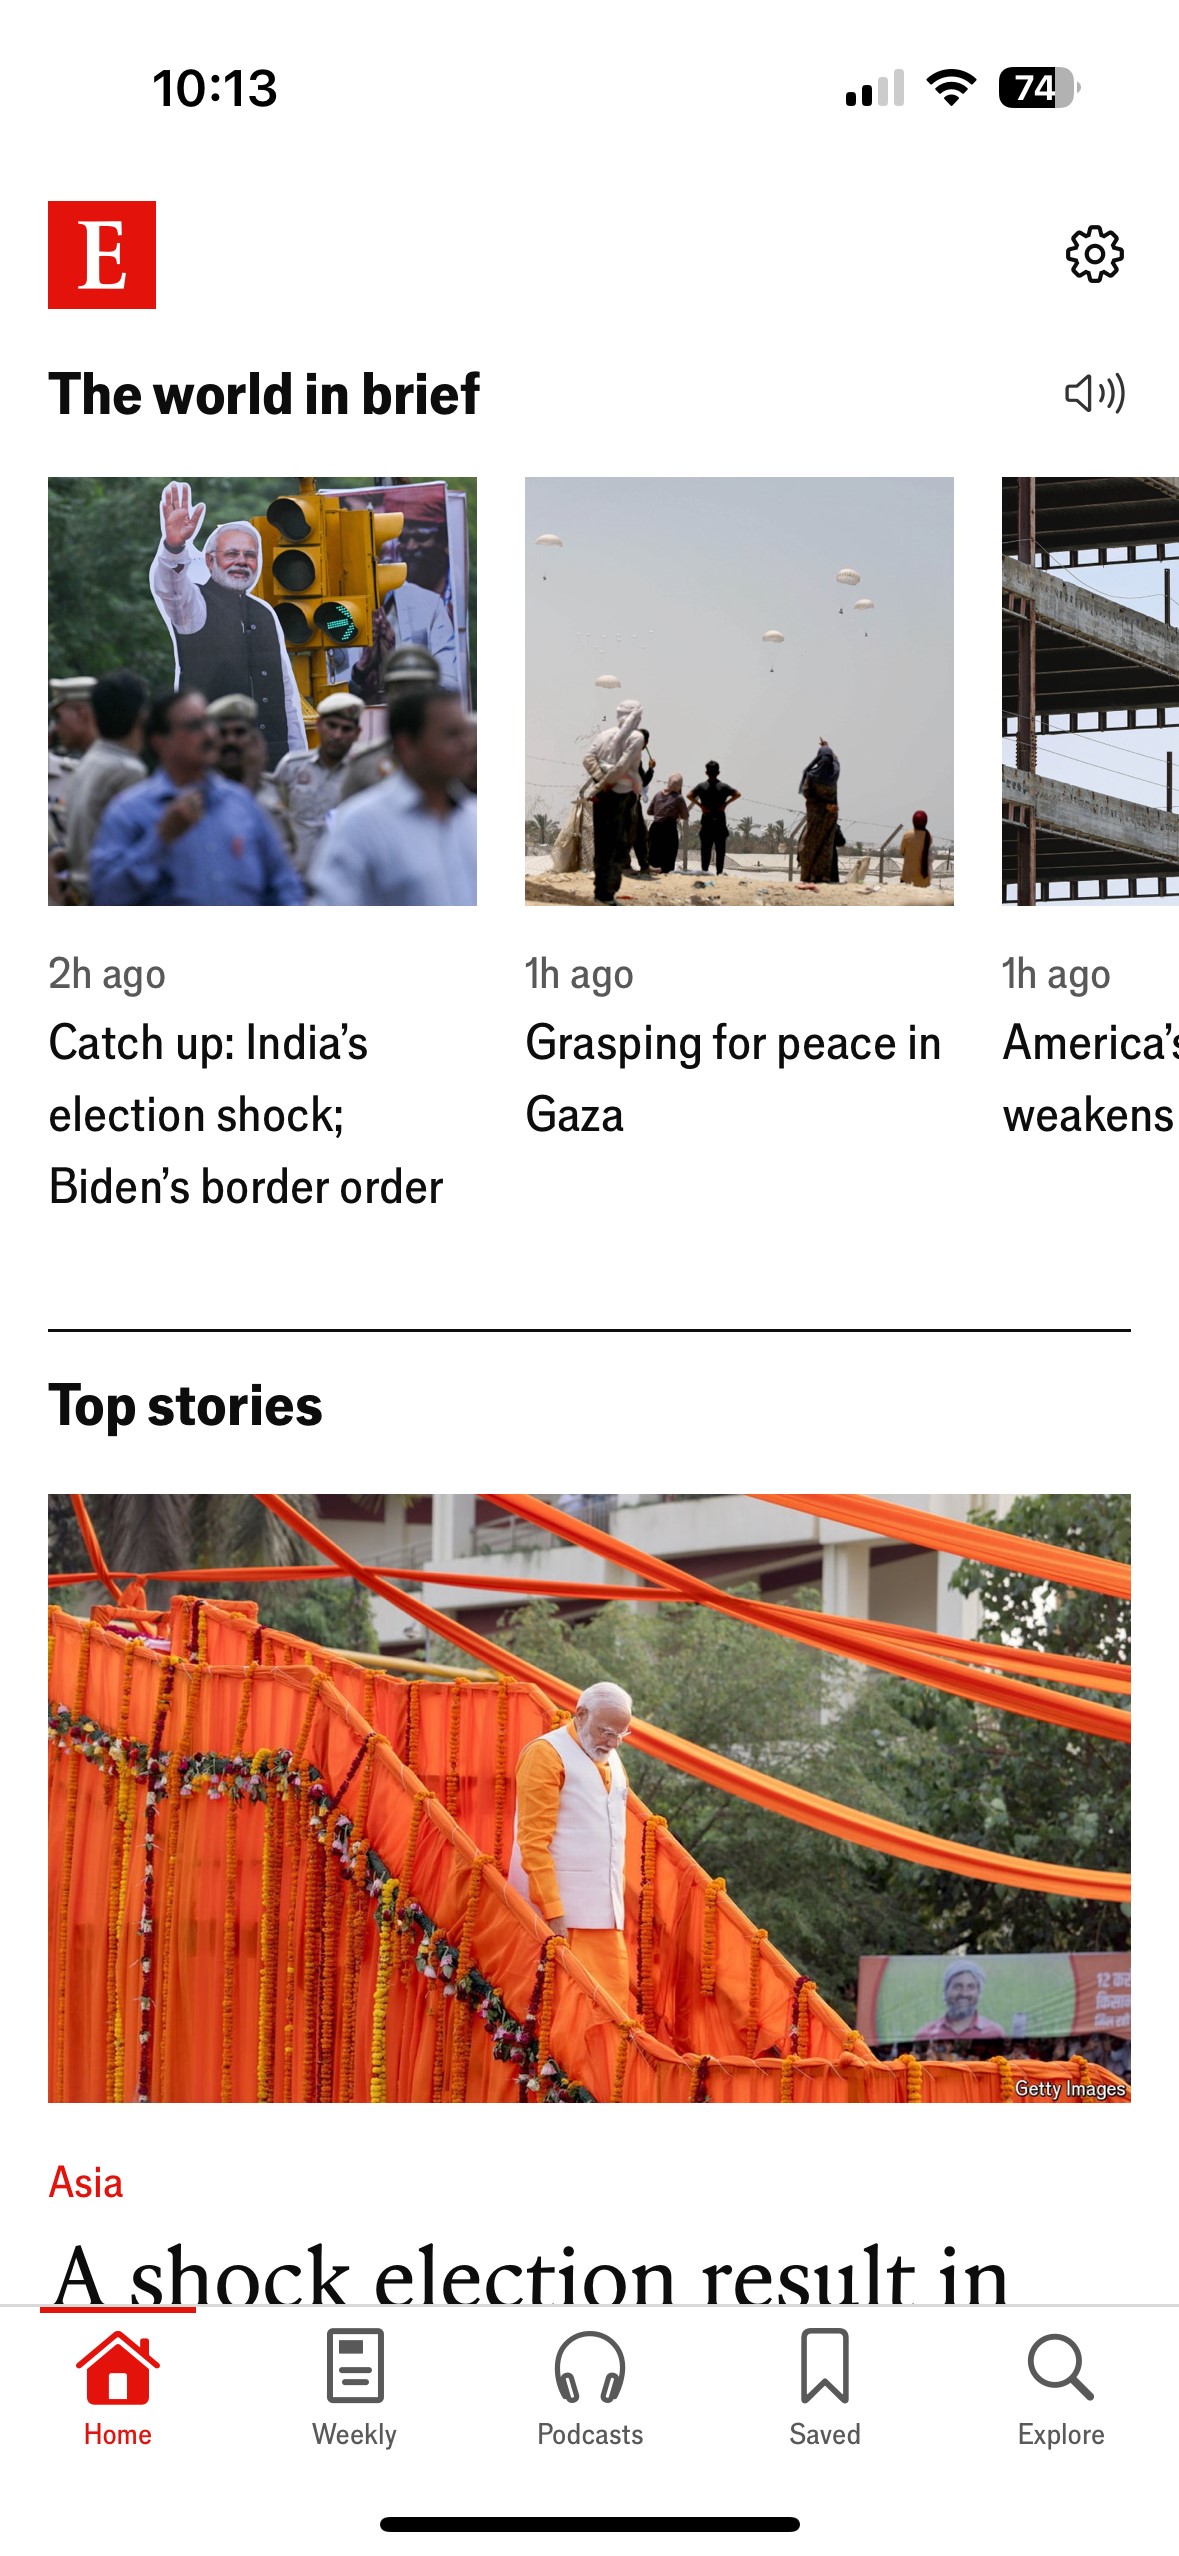 10:13
74
E
The world in brief
2h ago
Catch up: India’s
election shock;
Biden’s border order
1h ago
Grasping for peace in
Gaza
1h ago
America’s
weakens
Top stories
12 कर
किसान
Getty Images
Asia
A shock election result in
Home
Weekly
Podcasts
Saved
Explore